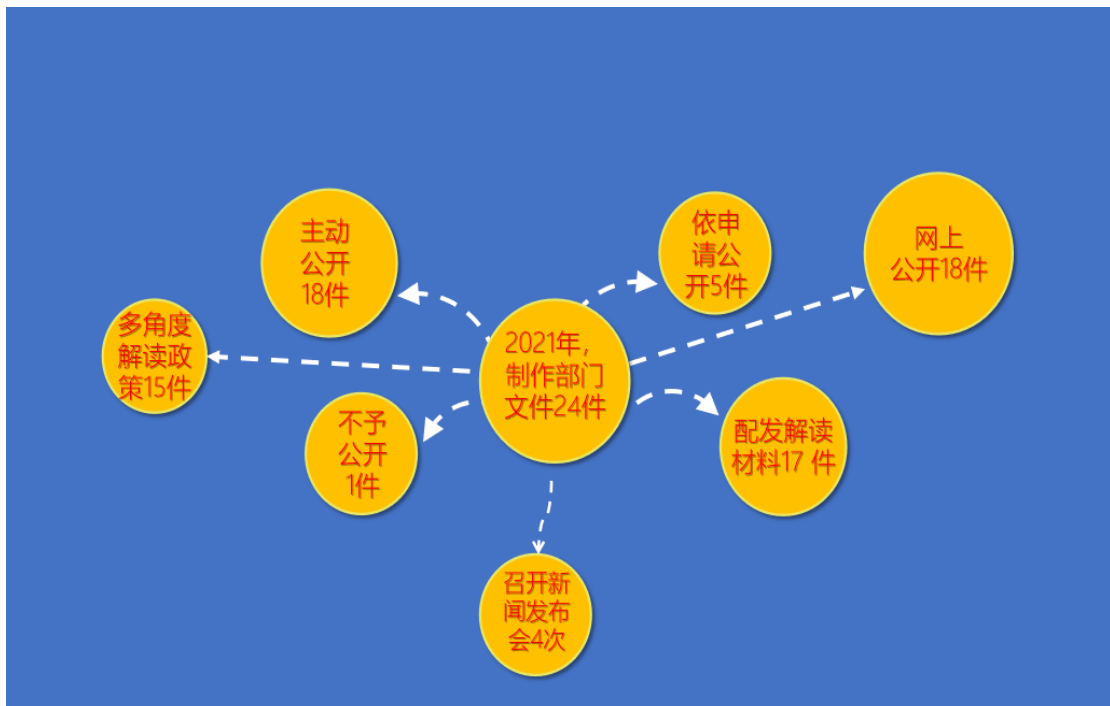 主动
公开
18件
依申
请公
开5件
网上
公开18件
多角度
解读政
策15件
2021年，
制作部门
文件24件
不予
公开
1件
配发解读
材料17 件
召开新
闻发布
会4次